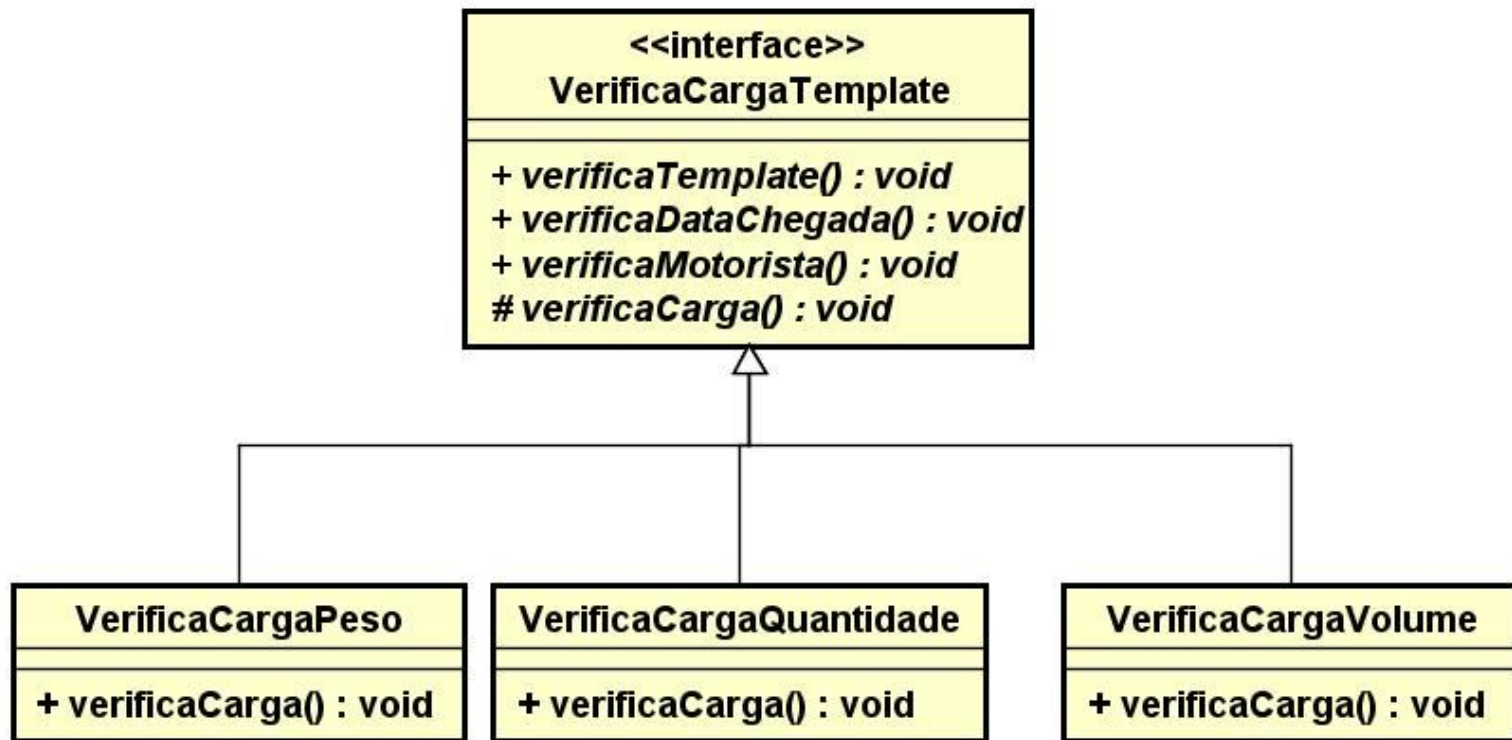 <<interface>>
VerificaCargaTemplate
+ verificaTemplate() : void
+ verificaDataChegada() : void
+ verificaMotorista() : void
# verificaCarga() : void
VerificaCargaPeso
+ verificaCarga() : void
VerificaCargaQuantidade
+ verificaCarga() : void
VerificaCargaVolume
+ verificaCarga() : void